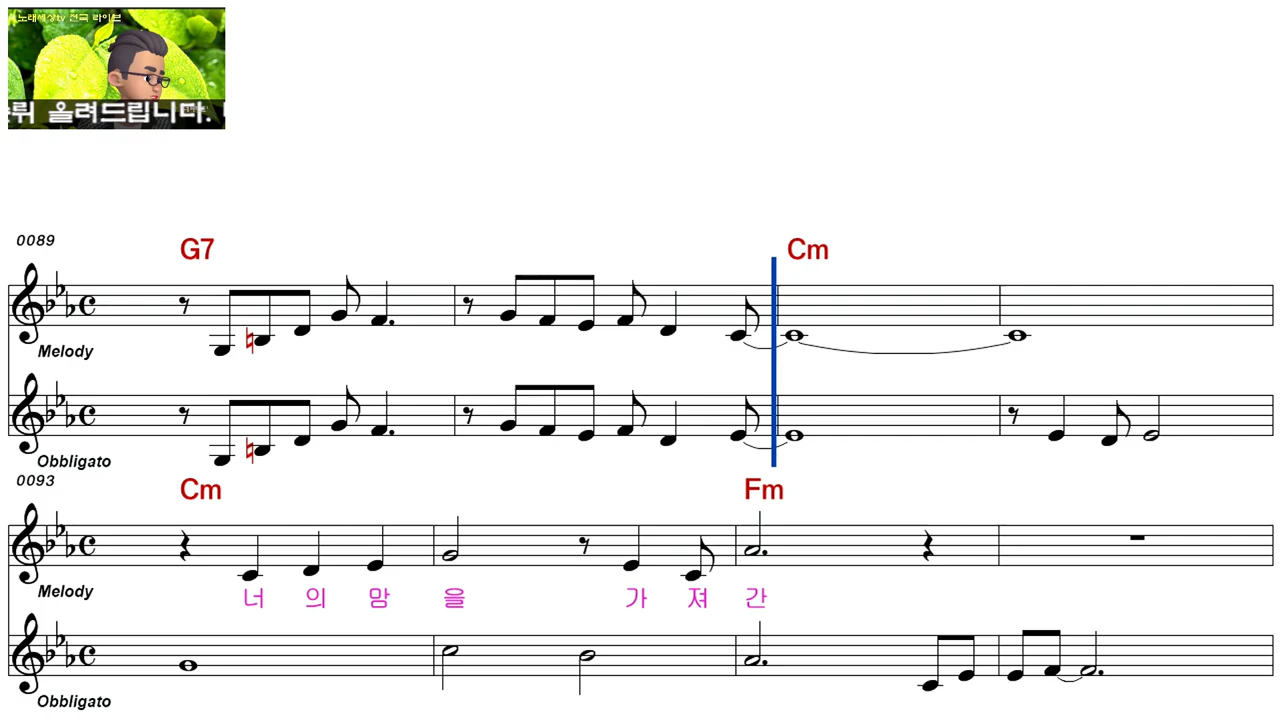 노래세상tv 전국 라이브
뤼 올려드립니다.
0089
G7 Cm
Melody
Obbligato
0093
Cm Fm
Melody
너 의 맘 을 가 져 간
Obbligato